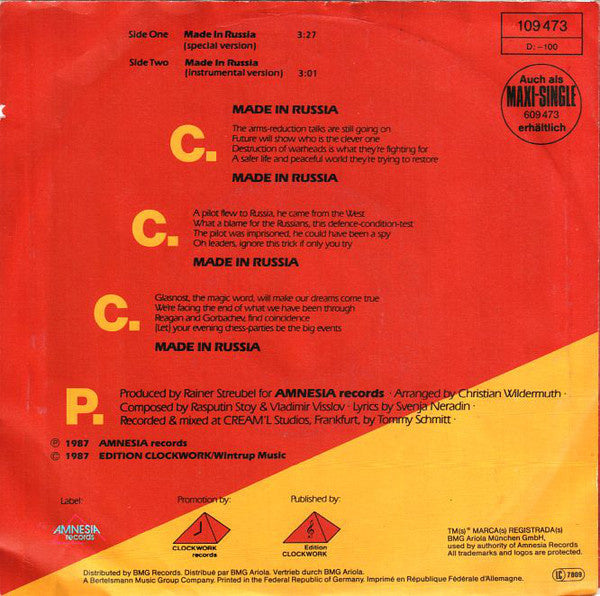 Side One Made in Russia 3:27
(special version)
Side Two Made in Russia
(instrumental version) 3:01
109 473
D: –100
Auch als
MAXI-SINGLE
609 473
erhältlich
MADE IN RUSSIA
C.
The arms-reduction talks are still going on
Future will show who is the clever one
Destruction of warheads is what they're fighting for
A safer life and peaceful world they're trying to restore
MADE IN RUSSIA
C.
A pilot flew to Russia, he came from the West
What a blame for the Russians, this defence-condition-test
The pilot was imprisoned, he could have been a spy
Oh leaders, ignore this trick if only you try
MADE IN RUSSIA
C.
Glasnost, the magic word, will make our dreams come true
We're facing the end of what we have been through
Reagan and Gorbachev, find coincidence
(Let) your evening chess-parties be the big events
MADE IN RUSSIA
P.
Produced by Rainer Streubel for AMNESIA records · Arranged by Christian Wildermuth ·
Composed by Rasputin Stoy & Vladimir Visslov · Lyrics by Svenja Neradin ·
Recorded & mixed at CREAM'L Studios, Frankfurt, by Tommy Schmitt ·
℗ 1987 AMNESIA records
© 1987 EDITION CLOCKWORK/Wintrup Music
Label:
AMNESIA
records
Promotion by:
CLOCKWORK
records
Published by:
Edition
CLOCKWORK
TM(s)® MARCA(s) REGISTRADA(s)
BMG Ariola München GmbH,
used by authority of Amnesia Records
All trademarks and logos are protected.
Distributed by BMG Records. Distribué par BMG Ariola. Vertrieb durch BMG Ariola.
A Bertelsmann Music Group Company. Printed in the Federal Republic of Germany. Imprimé en République Fédérale d'Allemagne.
LC 7809